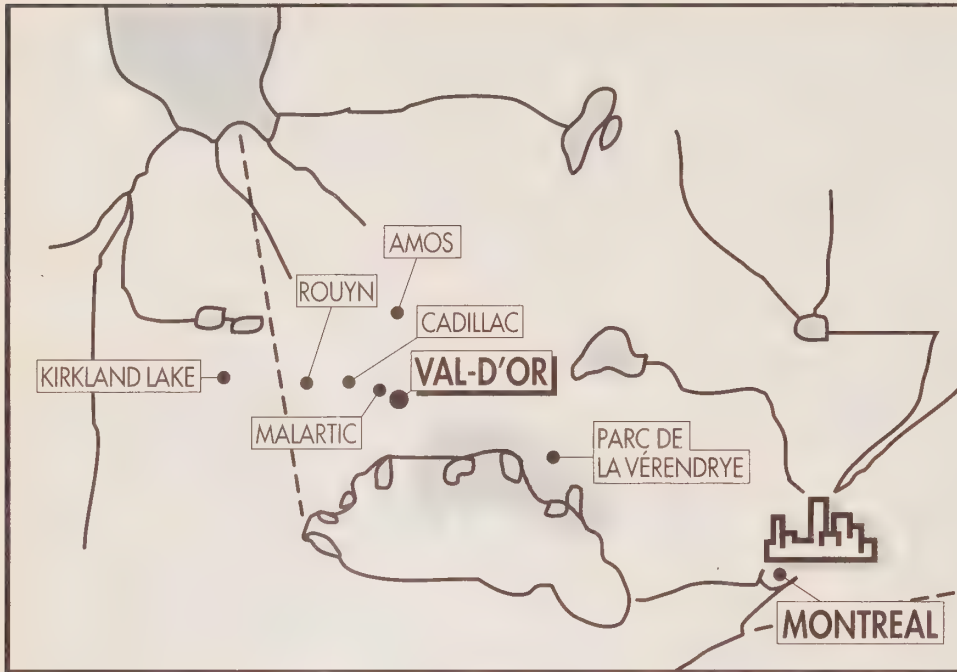 AMOS
ROUYN
CADILLAC
KIRKLAND LAKE
VAL-D'OR
MALARTIC
PARC DE
LA VÉRENDRYE
MONTREAL